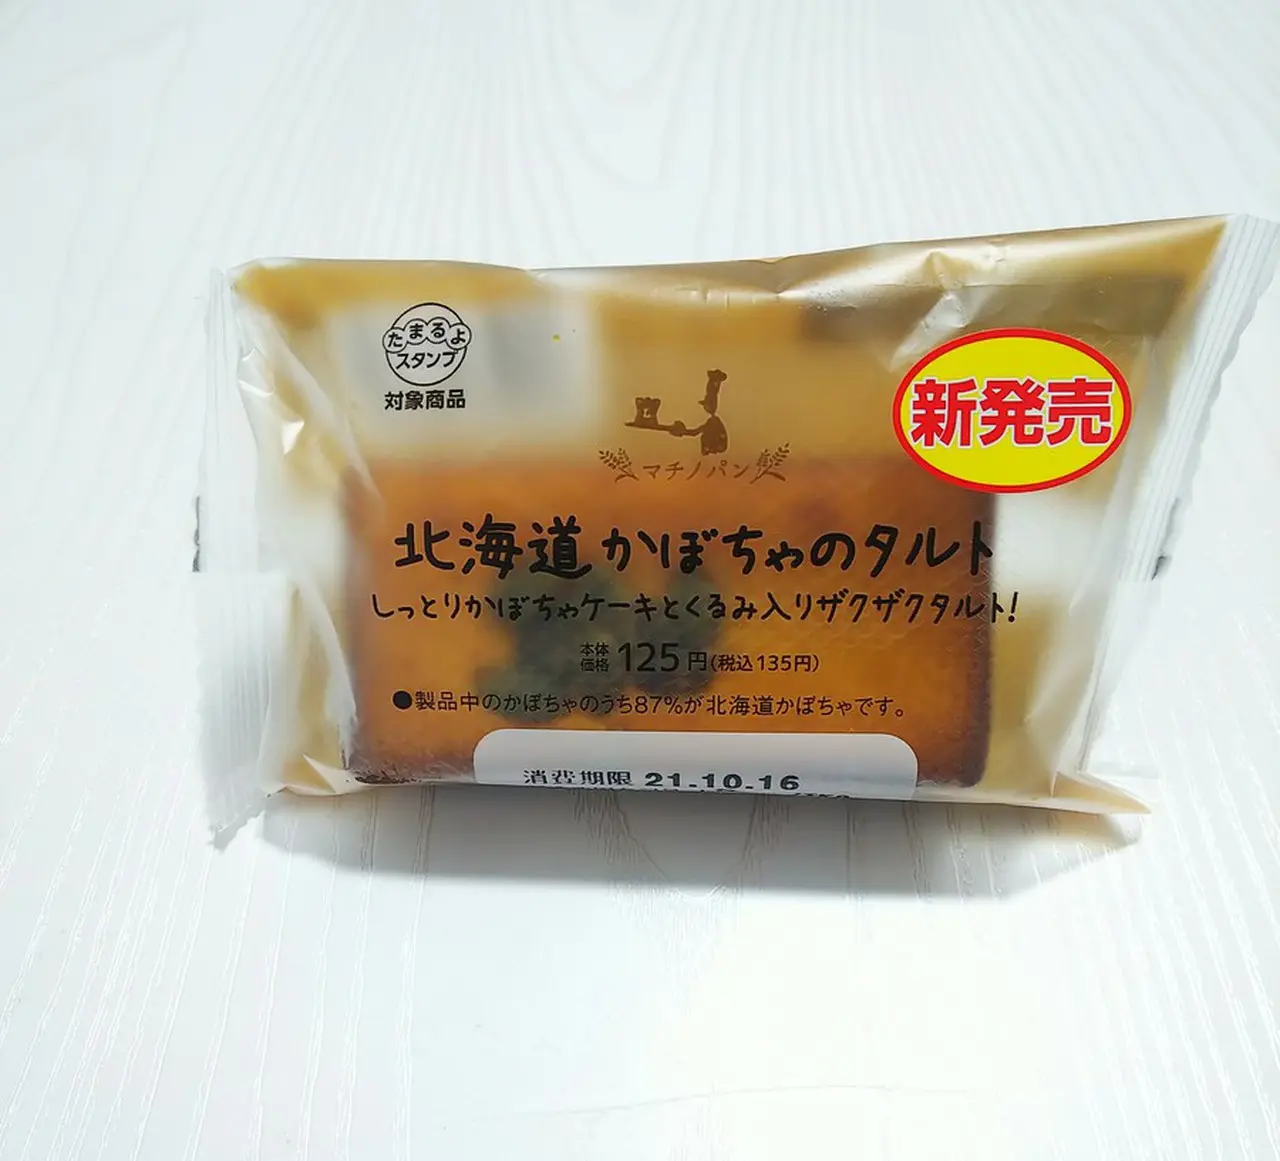 たまるよ
スタンプ
対象商品
新発売
マチノパン
北海道かぼちゃのタルト
しっとりかぼちゃケーキとくるみ入りザクザクタルト!
本体価格 125円(税込135円)
●製品中のかぼちゃのうち87%が北海道かぼちゃです。
消費期限 21.10.16